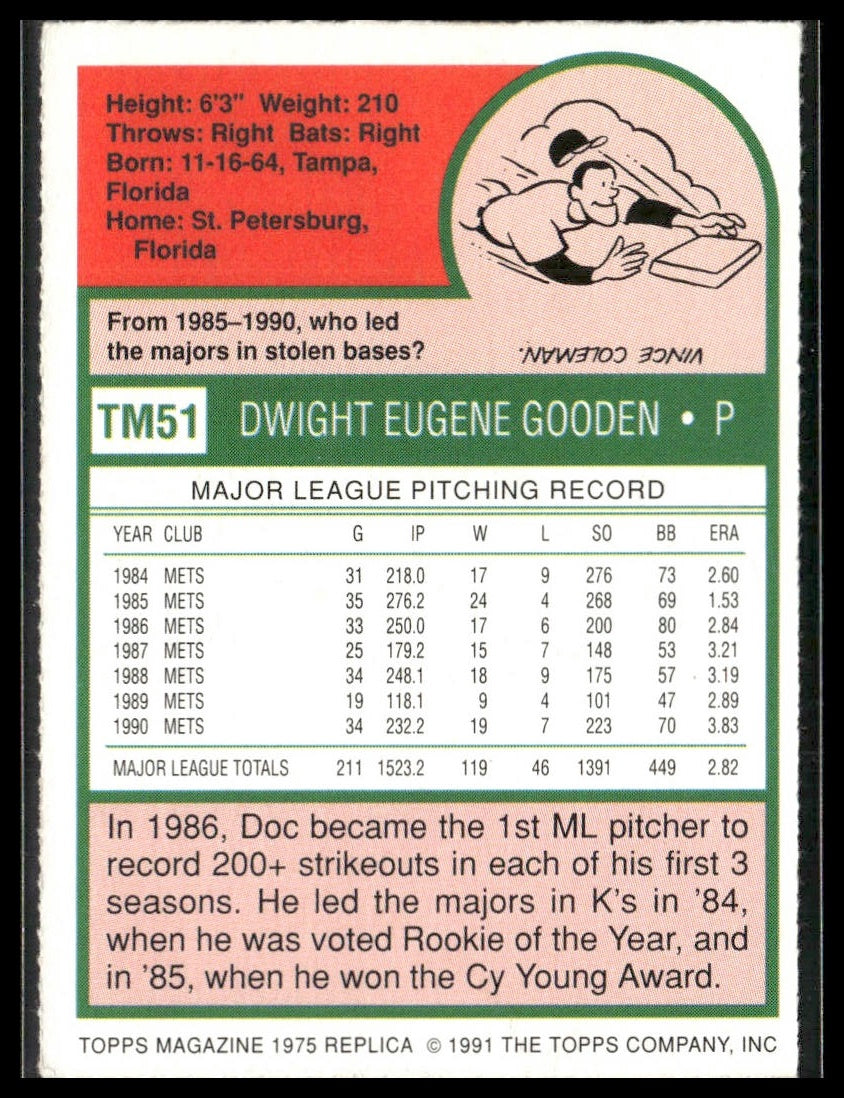 Height: 6'3" Weight: 210
Throws: Right Bats: Right
Born: 11-16-64, Tampa,
Florida
Home: St. Petersburg,
Florida
From 1985–1990, who led
the majors in stolen bases?
VINCE COLEMAN.
TM51 DWIGHT EUGENE GOODEN • P
MAJOR LEAGUE PITCHING RECORD
YEAR CLUB G IP W L SO BB ERA
1984 METS 31 218.0 17 9 276 73 2.60
1985 METS 35 276.2 24 4 268 69 1.53
1986 METS 33 250.0 17 6 200 80 2.84
1987 METS 25 179.2 15 7 148 53 3.21
1988 METS 34 248.1 18 9 175 57 3.19
1989 METS 19 118.1 9 4 101 47 2.89
1990 METS 34 232.2 19 7 223 70 3.83
MAJOR LEAGUE TOTALS 211 1523.2 119 46 1391 449 2.82
In 1986, Doc became the 1st ML pitcher to
record 200+ strikeouts in each of his first 3
seasons. He led the majors in K's in '84,
when he was voted Rookie of the Year, and
in '85, when he won the Cy Young Award.
TOPPS MAGAZINE 1975 REPLICA © 1991 THE TOPPS COMPANY, INC